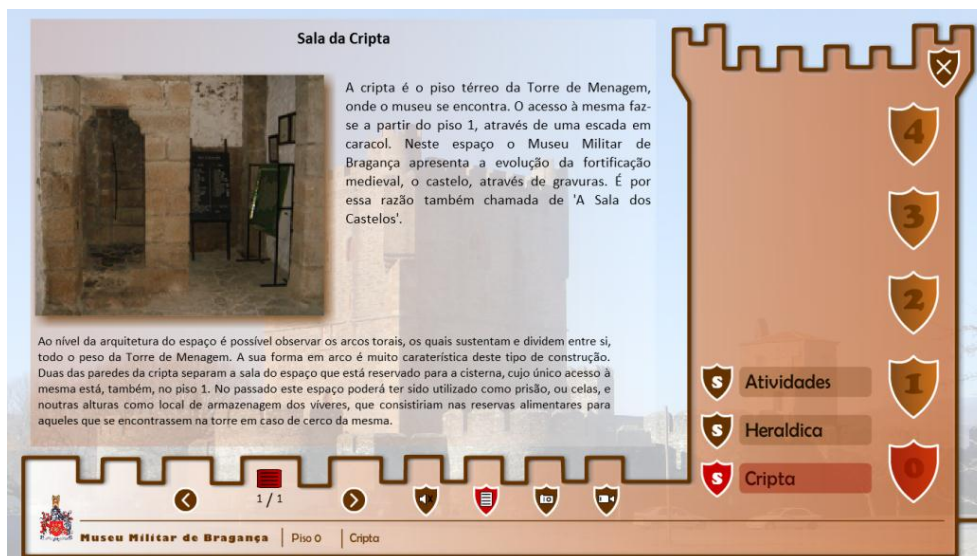 Sala da Cripta
A cripta é o piso térreo da Torre de Menagem,
onde o museu se encontra. O acesso à mesma faz-
se a partir do piso 1, através de uma escada em
caracol. Neste espaço o Museu Militar de
Bragança apresenta a evolução da fortificação
medieval, o castelo, através de gravuras. É por
essa razão também chamada de 'A Sala dos
Castelos'.
Ao nível da arquitetura do espaço é possível observar os arcos torais, os quais sustentam e dividem entre si,
todo o peso da Torre de Menagem. A sua forma em arco é muito caraterística deste tipo de construção.
Duas das paredes da cripta separam a sala do espaço que está reservado para a cisterna, cujo único acesso à
mesma está, também, no piso 1. No passado este espaço poderá ter sido utilizado como prisão, ou celas, e
noutras alturas como local de armazenagem dos víveres, que consistiriam nas reservas alimentares para
aqueles que se encontrassem na torre em caso de cerco da mesma.
4
3
2
1
0
S Atividades
S Heraldica
S Cripta
1 / 1
Museu Militar de Bragança | Piso 0 | Cripta